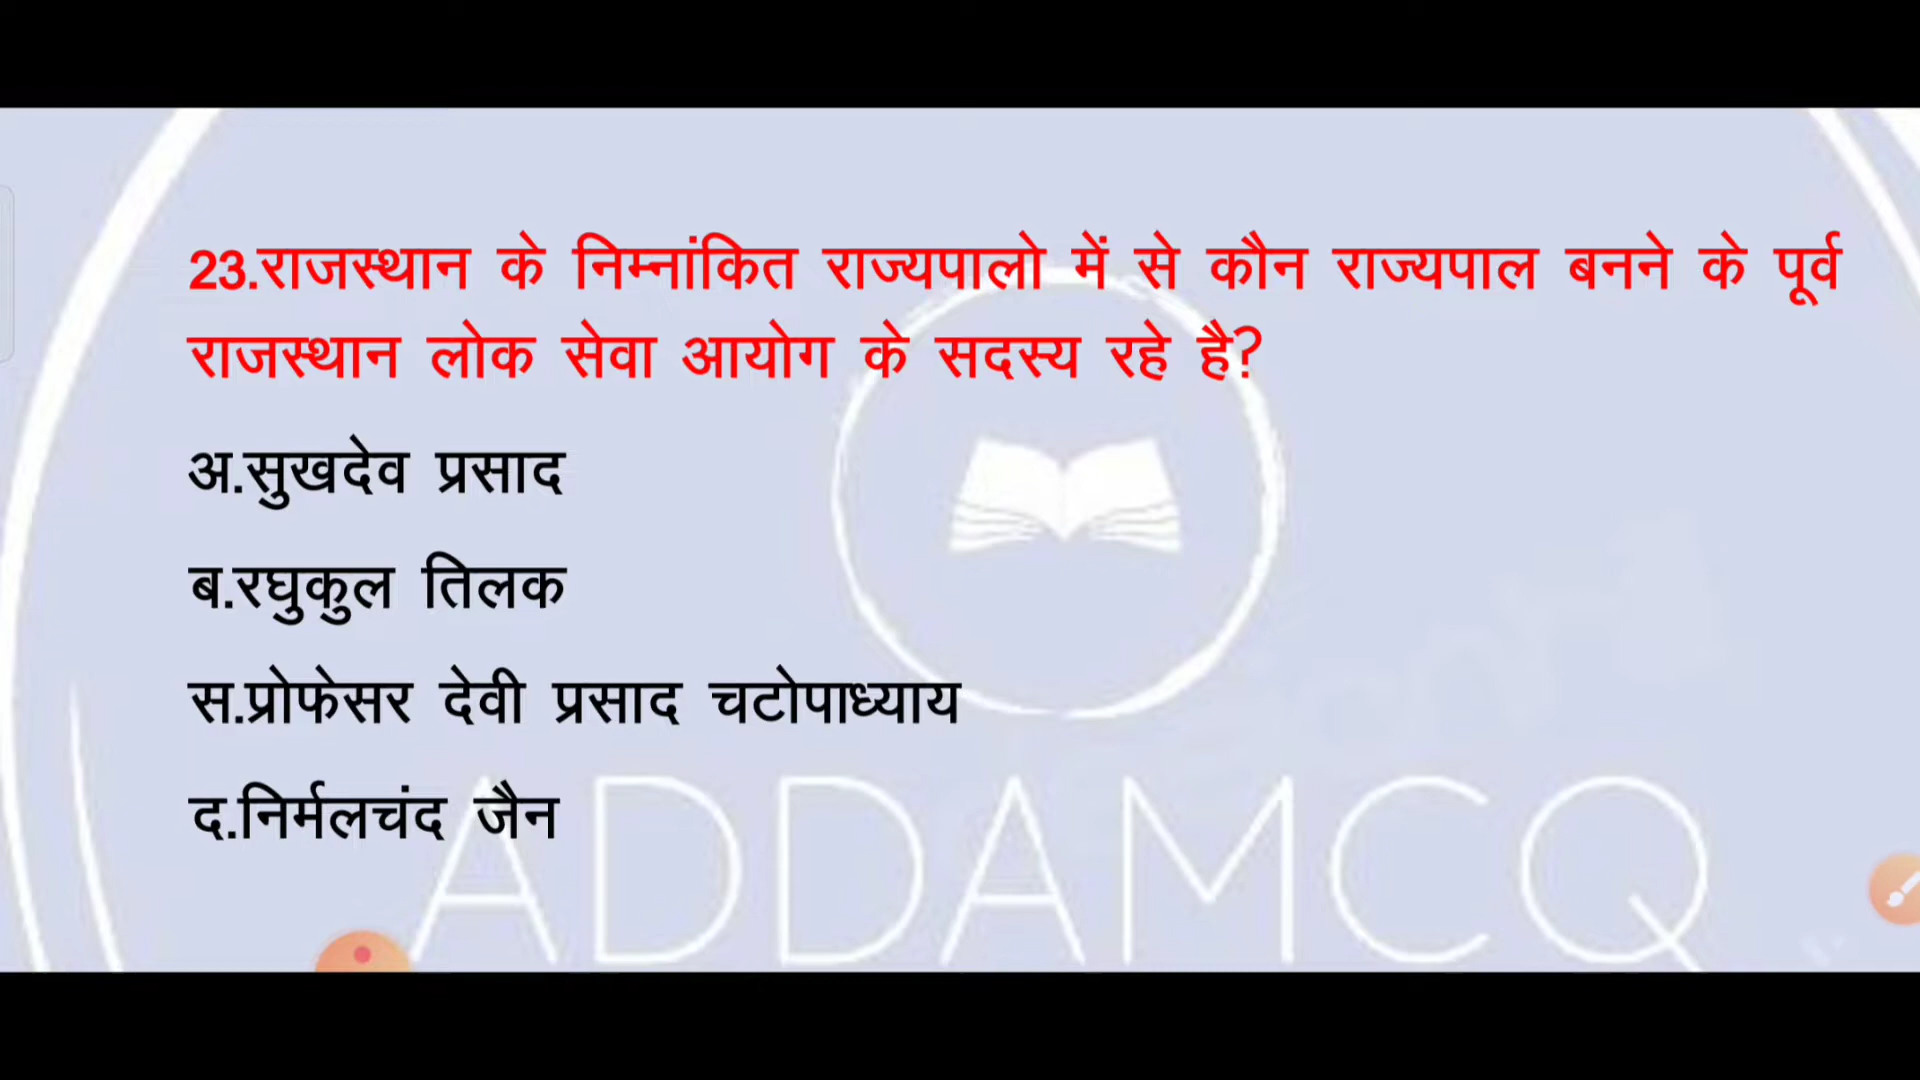 23.राजस्थान के निम्नांकित राज्यपालो में से कौन राज्यपाल बनने के पूर्व
राजस्थान लोक सेवा आयोग के सदस्य रहे है?
अ.सुखदेव प्रसाद
ब.रघुकुल तिलक
स.प्रोफेसर देवी प्रसाद चटोपाध्याय
द.निर्मलचंद जैन
ADDAMCQ